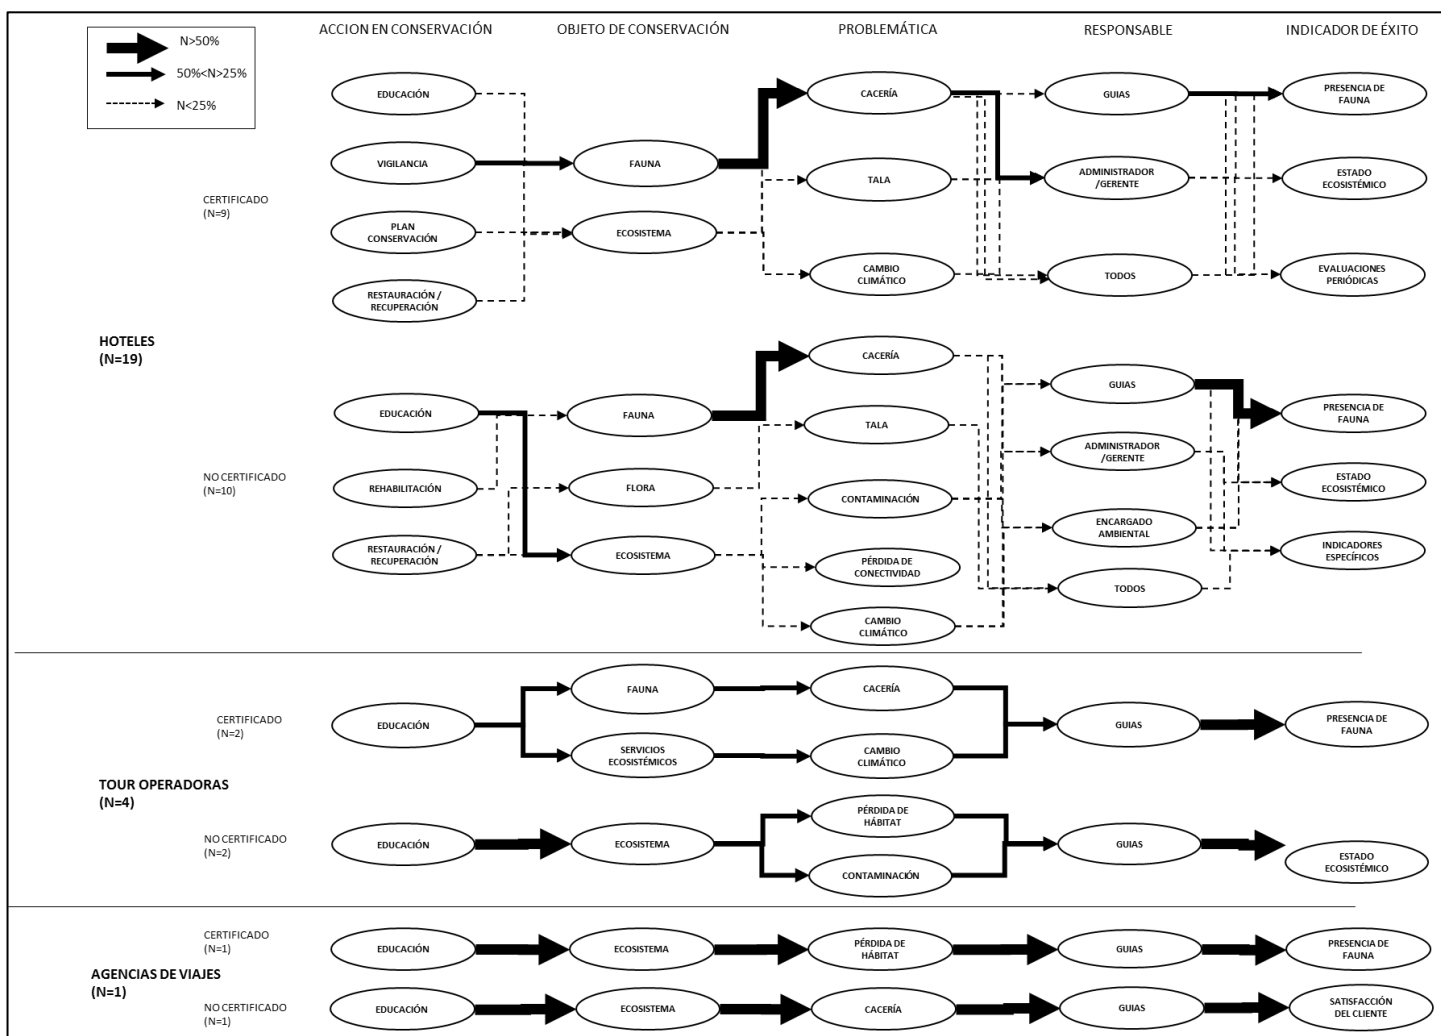 ACCION EN CONSERVACIÓN
OBJETO DE CONSERVACIÓN
PROBLEMÁTICA
RESPONSABLE
INDICADOR DE ÉXITO
N>50%
50%<N>25%
N<25%
HOTELES
(N=19)
CERTIFICADO
(N=9)
EDUCACIÓN
VIGILANCIA
PLAN
CONSERVACIÓN
RESTAURACIÓN /
RECUPERACIÓN
FAUNA
ECOSISTEMA
CACERÍA
TALA
CAMBIO
CLIMÁTICO
GUIAS
ADMINISTRADOR
/GERENTE
TODOS
PRESENCIA DE
FAUNA
ESTADO
ECOSISTÉMICO
EVALUACIONES
PERIÓDICAS
NO CERTIFICADO
(N=10)
EDUCACIÓN
REHABILITACIÓN
RESTAURACIÓN /
RECUPERACIÓN
FAUNA
FLORA
ECOSISTEMA
CACERÍA
TALA
CONTAMINACIÓN
PÉRDIDA DE
CONECTIVIDAD
CAMBIO
CLIMÁTICO
GUIAS
ADMINISTRADOR
/GERENTE
ENCARGADO
AMBIENTAL
TODOS
PRESENCIA DE
FAUNA
ESTADO
ECOSISTÉMICO
INDICADORES
ESPECÍFICOS
TOUR OPERADORAS
(N=4)
CERTIFICADO
(N=2)
EDUCACIÓN
FAUNA
SERVICIOS
ECOSISTÉMICOS
CACERÍA
CAMBIO
CLIMÁTICO
GUIAS
PRESENCIA DE
FAUNA
NO CERTIFICADO
(N=2)
EDUCACIÓN
ECOSISTEMA
PÉRDIDA DE
HÁBITAT
CONTAMINACIÓN
GUIAS
ESTADO
ECOSISTÉMICO
AGENCIAS DE VIAJES
(N=1)
CERTIFICADO
(N=1)
EDUCACIÓN
ECOSISTEMA
PÉRDIDA DE
HÁBITAT
GUIAS
PRESENCIA DE
FAUNA
NO CERTIFICADO
(N=1)
EDUCACIÓN
ECOSISTEMA
CACERÍA
GUIAS
SATISFACCIÓN
DEL CLIENTE